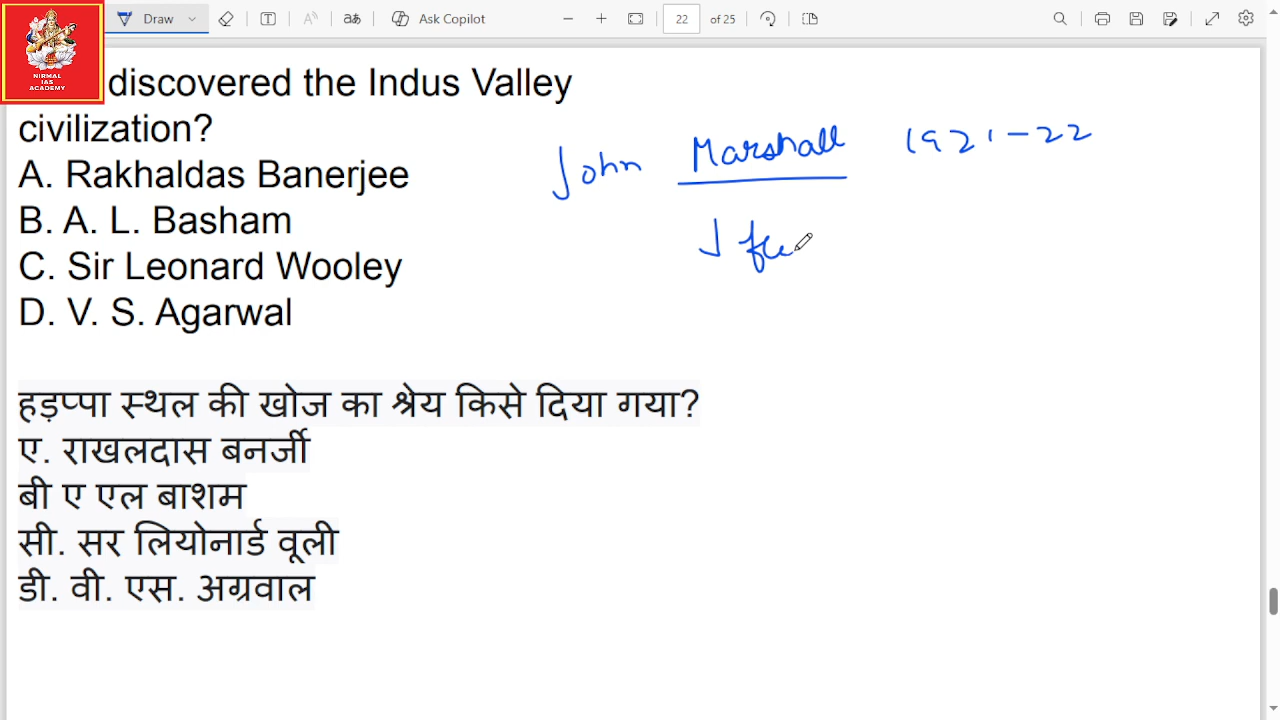 Draw
Ask Copilot
22 of 25
NIRMAL
IAS
ACADEMY
discovered the Indus Valley
civilization?
A. Rakhaldas Banerjee
B. A. L. Basham
C. Sir Leonard Wooley
D. V. S. Agarwal
John Marshall 1921-22
हड़प्पा स्थल की खोज का श्रेय किसे दिया गया?
ए. राखलदास बनर्जी
बी ए एल बाशम
सी. सर लियोनार्ड वूली
डी. वी. एस. अग्रवाल